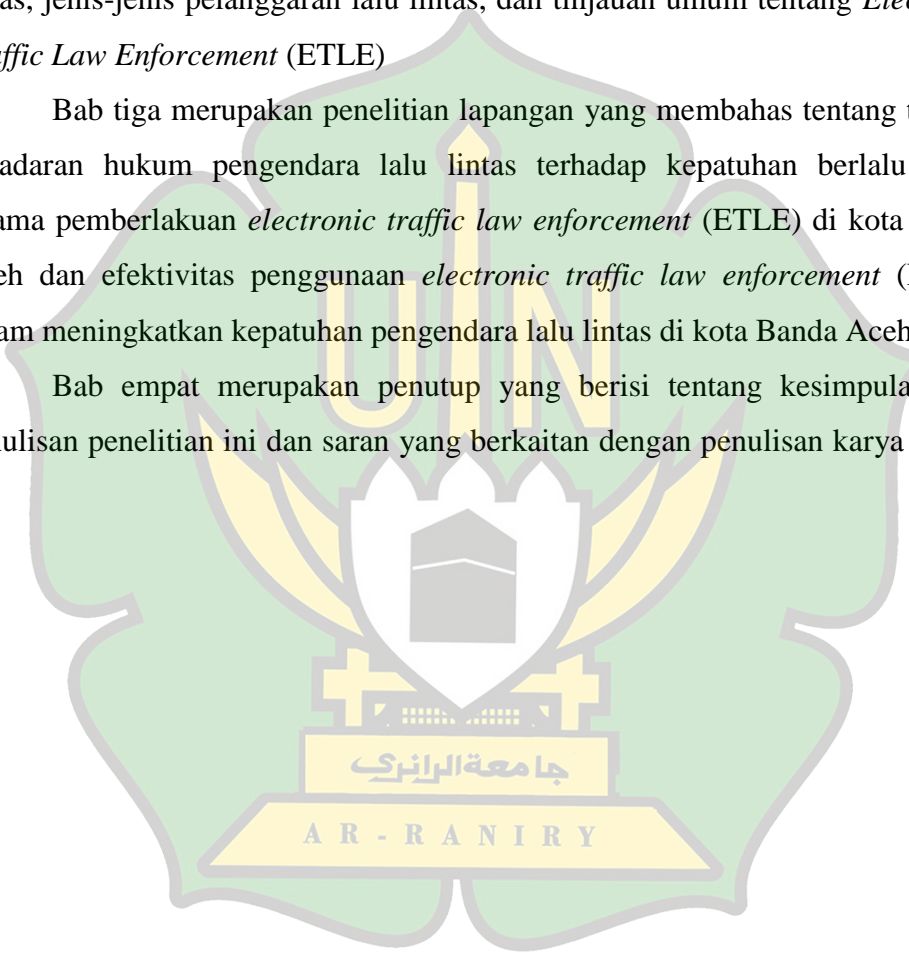 as, jenis-jenis pelanggaran lalu lintas, dan tinjauan umum tentang Elec
affic Law Enforcement (ETLE)
Bab tiga merupakan penelitian lapangan yang membahas tentang t
adaran hukum pengendara lalu lintas terhadap kepatuhan berlalu
ama pemberlakuan electronic traffic law enforcement (ETLE) di kota
eh dan efektivitas penggunaan electronic traffic law enforcement (
am meningkatkan kepatuhan pengendara lalu lintas di kota Banda Aceh
Bab empat merupakan penutup yang berisi tentang kesimpula
ulisan penelitian ini dan saran yang berkaitan dengan penulisan karya
UIN
جامعة الرانري
AR-RANIRY